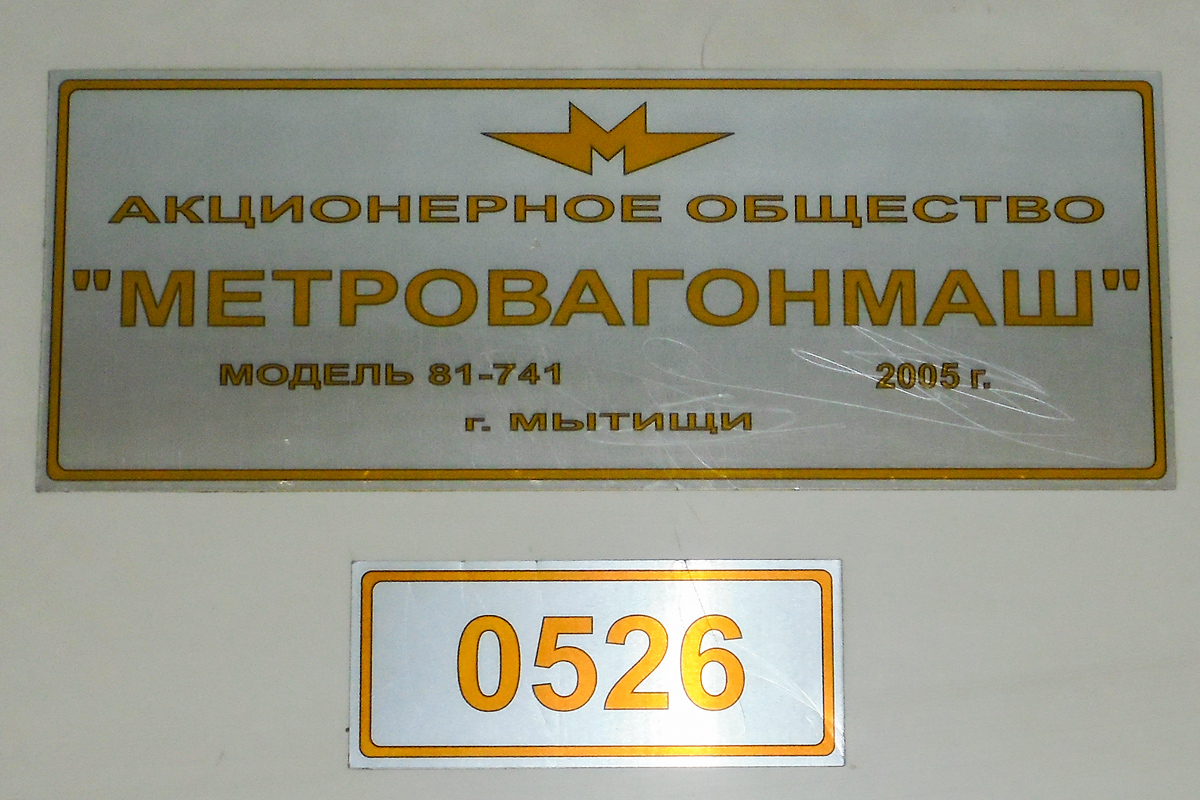 АКЦИОНЕРНОЕ ОБЩЕСТВО
"МЕТРОВАГОНМАШ"
МОДЕЛЬ 81-741 2005 г.
г. МЫТИЩИ
0526